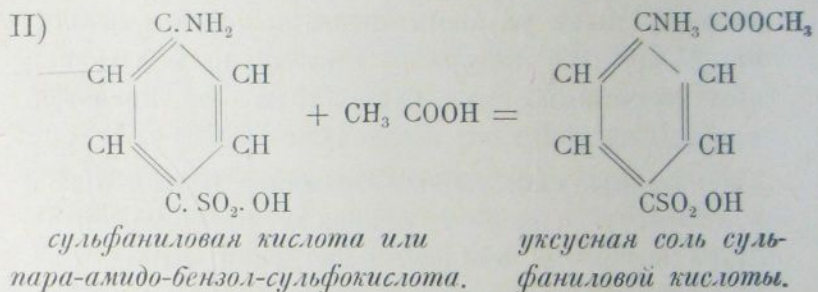 II) C. NH₂ CNH₃ COOCH₃
CH CH CH CH
+ CH₃ COOH =
CH CH CH CH
C. SO₂. OH CSO₂ OH
сульфаниловая кислота или уксусная соль суль-
пара-амидо-бензол-сульфокислота. фаниловой кислоты.